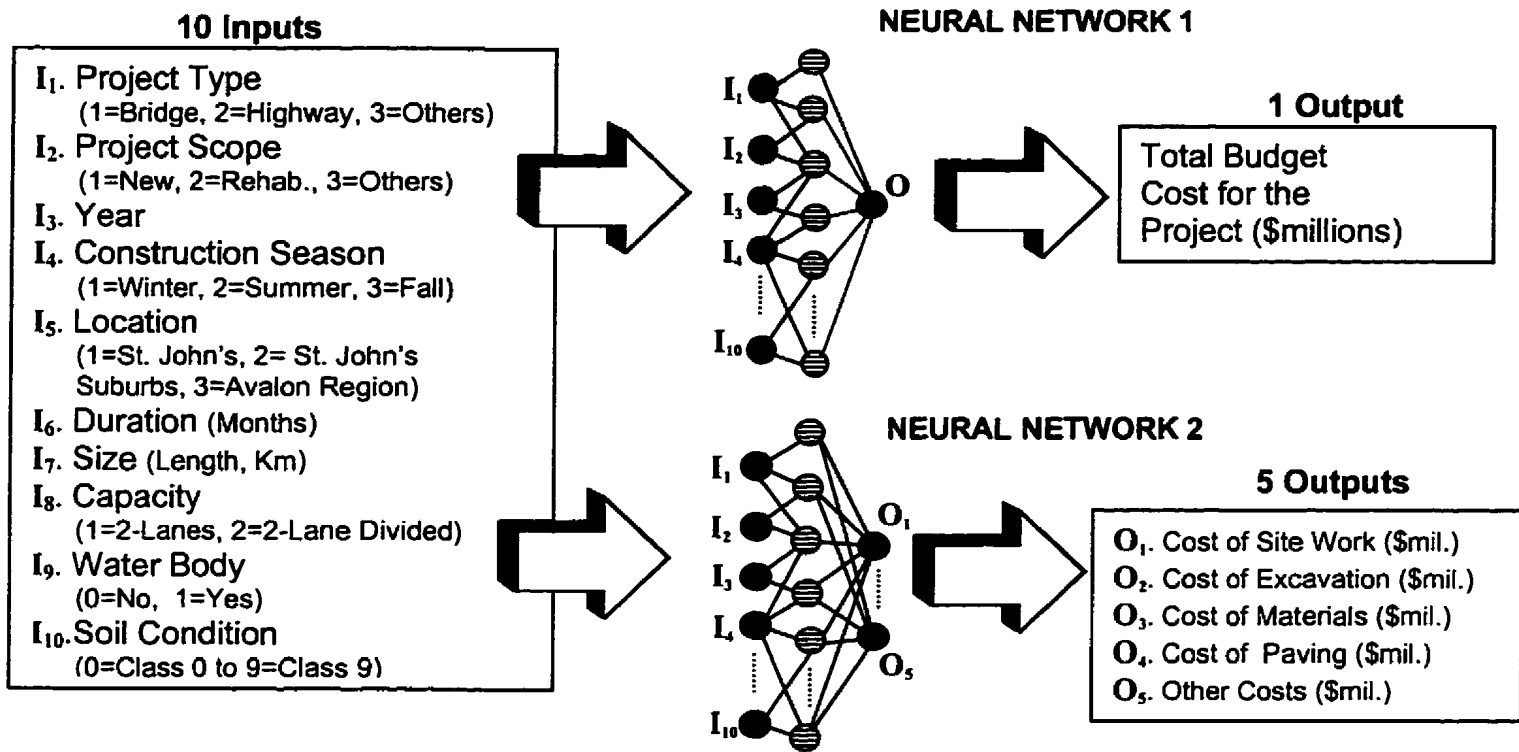 10 Inputs
I₁. Project Type
(1=Bridge, 2=Highway, 3=Others)
I₂. Project Scope
(1=New, 2=Rehab., 3=Others)
I₃. Year
I₄. Construction Season
(1=Winter, 2=Summer, 3=Fall)
I₅. Location
(1=St. John's, 2= St. John's
Suburbs, 3=Avalon Region)
I₆. Duration (Months)
I₇. Size (Length, Km)
I₈. Capacity
(1=2-Lanes, 2=2-Lane Divided)
I₉. Water Body
(0=No, 1=Yes)
I₁₀. Soil Condition
(0=Class 0 to 9=Class 9)
NEURAL NETWORK 1
I₁
I₂
I₃
I₄
I₁₀
O
1 Output
Total Budget
Cost for the
Project ($millions)
NEURAL NETWORK 2
I₁
I₂
I₃
I₄
I₁₀
O₁
O₅
5 Outputs
O₁. Cost of Site Work ($mil.)
O₂. Cost of Excavation ($mil.)
O₃. Cost of Materials ($mil.)
O₄. Cost of Paving ($mil.)
O₅. Other Costs ($mil.)